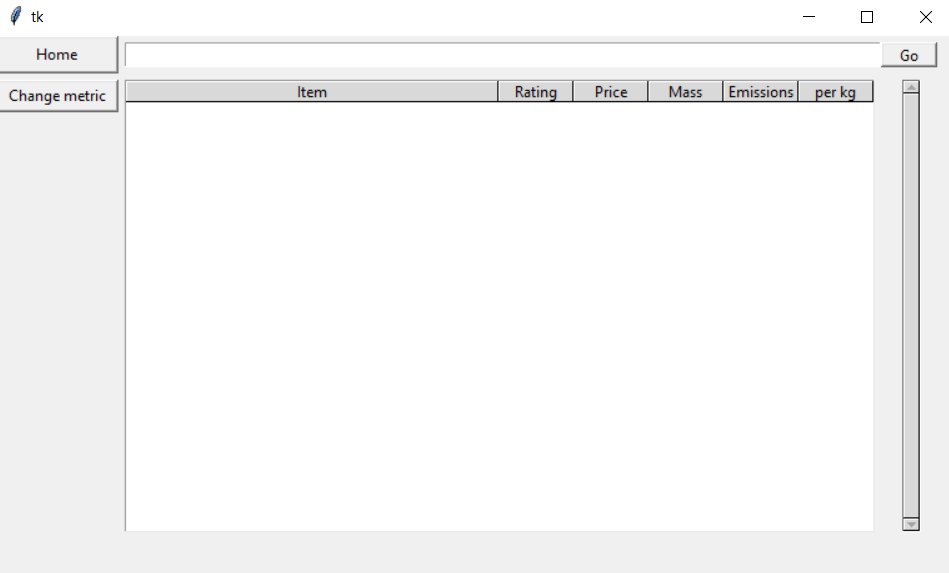 tk
Home
Go
Change metric
Item Rating Price Mass Emissions per kg